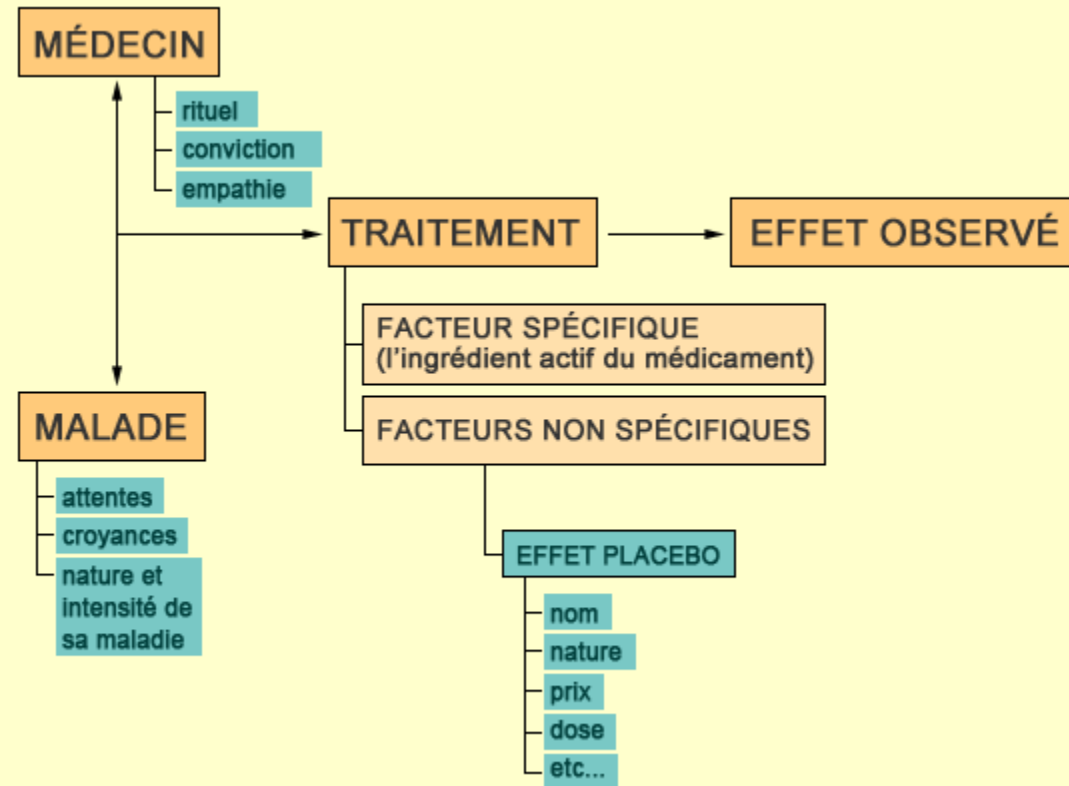 MÉDECIN
rituel
conviction
empathie
TRAITEMENT
EFFET OBSERVÉ
FACTEUR SPÉCIFIQUE
(l'ingrédient actif du médicament)
FACTEURS NON SPÉCIFIQUES
MALADE
attentes
croyances
nature et
intensité de
sa maladie
EFFET PLACEBO
nom
nature
prix
dose
etc...